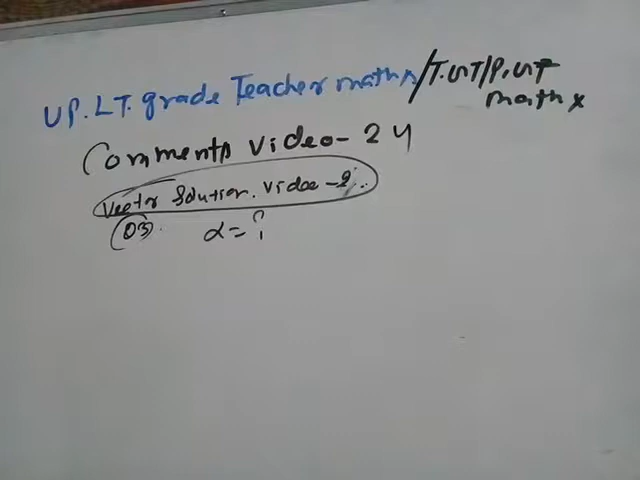 UP. LT. grade Teacher maths/T.GT/P.GT
maths
Comments Video-24
Vector Solution. Video-2
03. α = ?